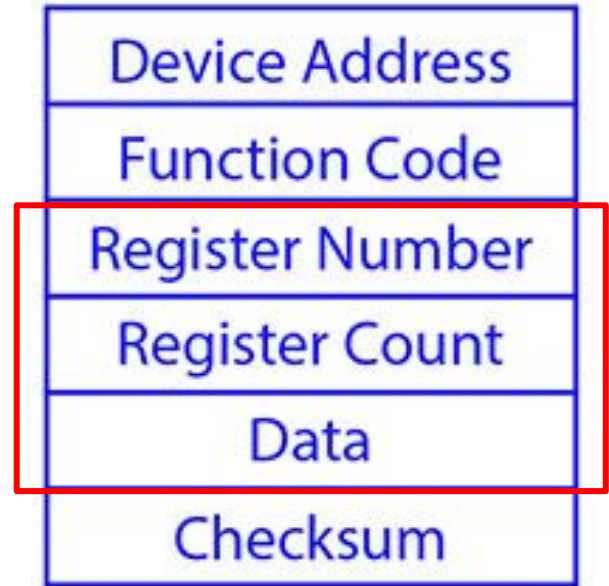 Device Address
Function Code
Register Number
Register Count
Data
Checksum